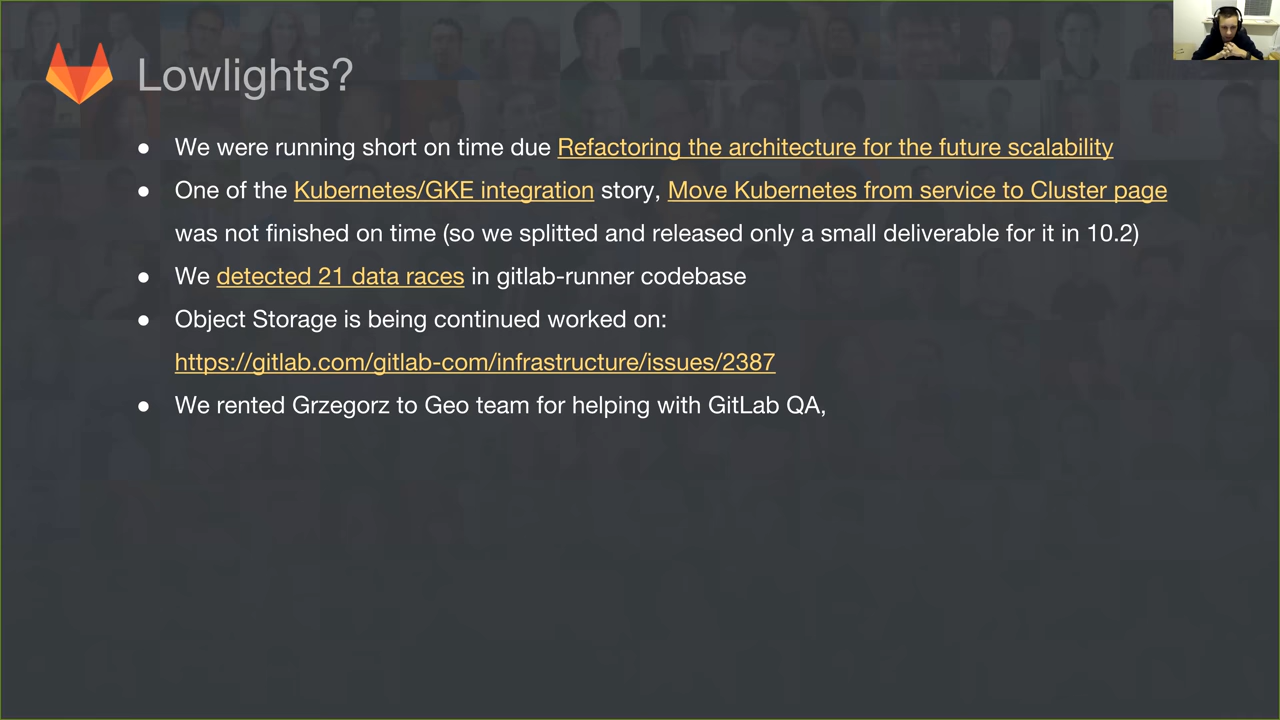 Lowlights?
● We were running short on time due Refactoring the architecture for the future scalability
● One of the Kubernetes/GKE integration story, Move Kubernetes from service to Cluster page
was not finished on time (so we splitted and released only a small deliverable for it in 10.2)
● We detected 21 data races in gitlab-runner codebase
● Object Storage is being continued worked on:
https://gitlab.com/gitlab-com/infrastructure/issues/2387
● We rented Grzegorz to Geo team for helping with GitLab QA,